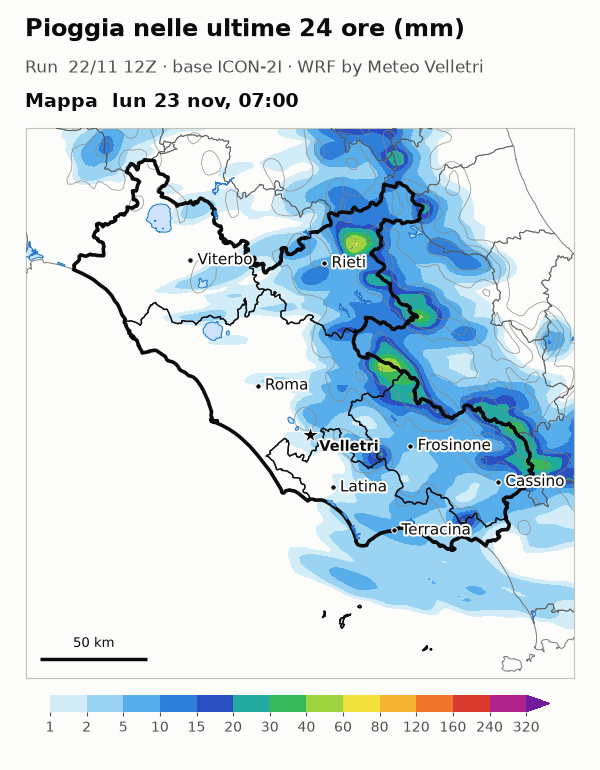 Pioggia nelle ultime 24 ore (mm)
Run  22/11 12Z · base ICON-2I · WRF by Meteo Velletri
Mappa  lun 23 nov, 07:00
Viterbo
Rieti
Roma
Velletri
Frosinone
Latina
Cassino
Terracina
50 km
1 2 5 10 15 20 30 40 60 80 120 160 240 320